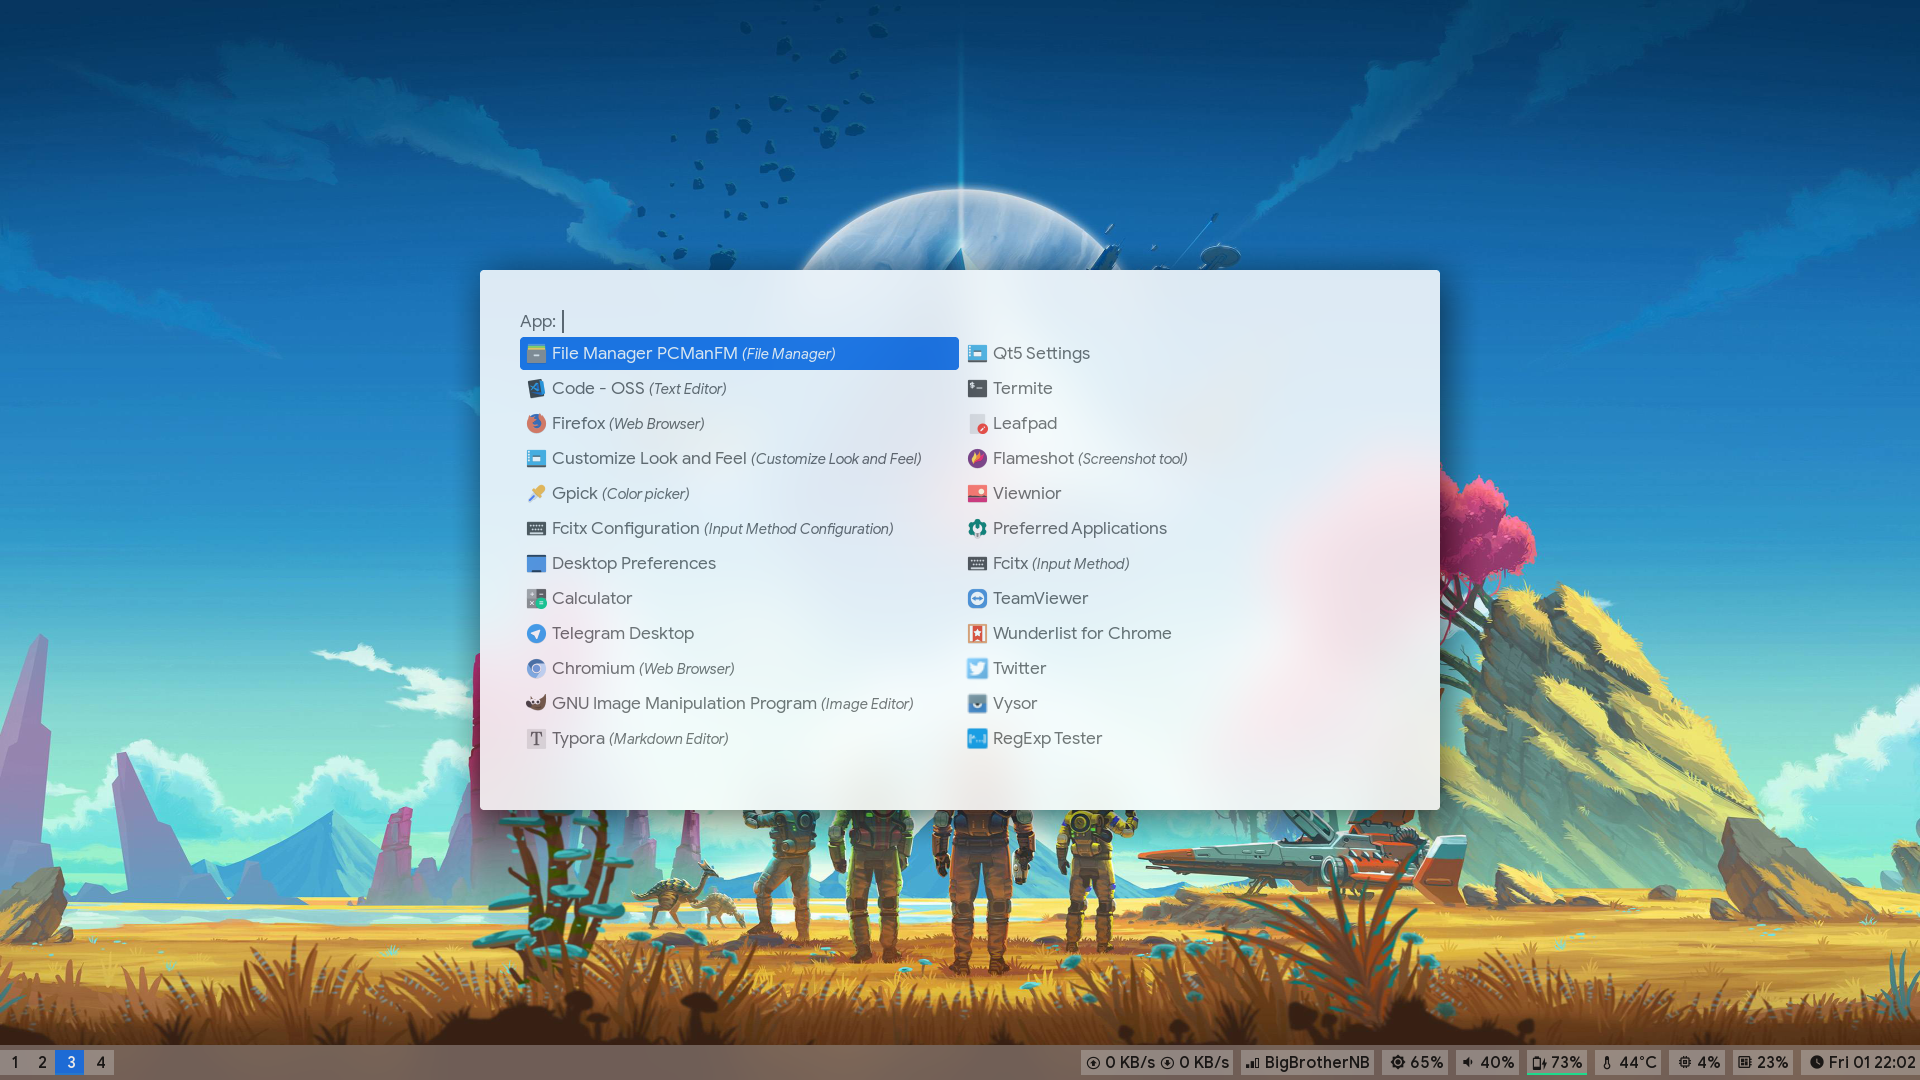 App:
File Manager PCManFM (File Manager)
Code - OSS (Text Editor)
Firefox (Web Browser)
Customize Look and Feel (Customize Look and Feel)
Gpick (Color picker)
Fcitx Configuration (Input Method Configuration)
Desktop Preferences
Calculator
Telegram Desktop
Chromium (Web Browser)
GNU Image Manipulation Program (Image Editor)
Typora (Markdown Editor)
Qt5 Settings
Termite
Leafpad
Flameshot (Screenshot tool)
Viewnior
Preferred Applications
Fcitx (Input Method)
TeamViewer
Wunderlist for Chrome
Twitter
Vysor
RegExp Tester
1 2 3 4 0 KB/s 0 KB/s BigBrotherNB 65% 40% 73% 44°C 4% 23% Fri 01 22:02